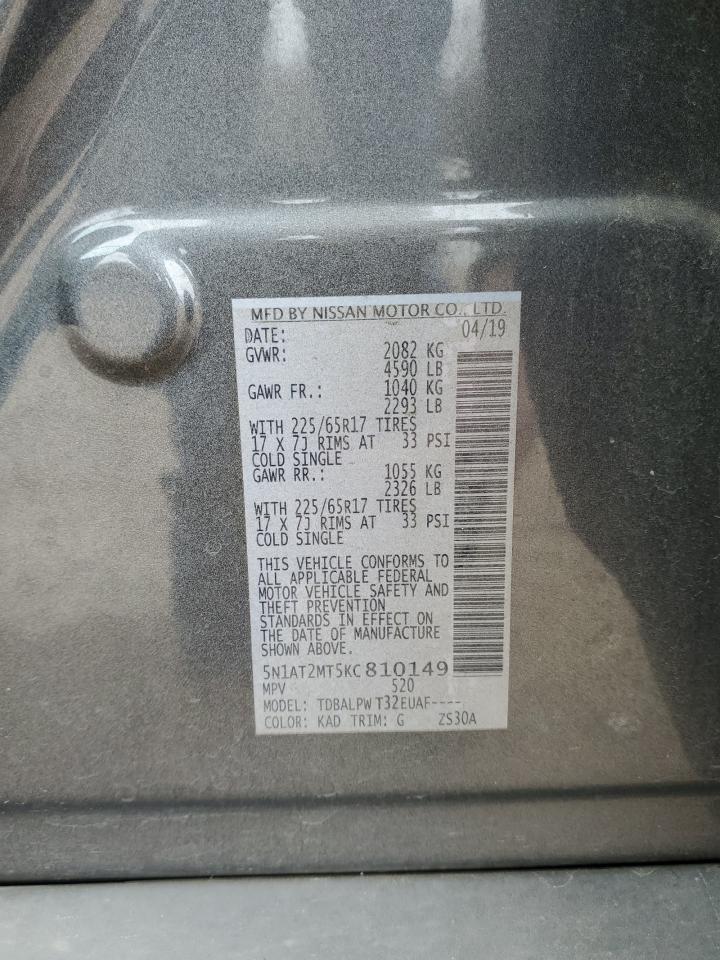 MFD BY NISSAN MOTOR CO., LTD.
DATE: 04/19
GVWR: 2082 KG
4590 LB
GAWR FR.: 1040 KG
2293 LB
WITH 225/65R17 TIRES
17 X 7J RIMS AT 33 PSI
COLD SINGLE
GAWR RR.: 1055 KG
2326 LB
WITH 225/65R17 TIRES
17 X 7J RIMS AT 33 PSI
COLD SINGLE
THIS VEHICLE CONFORMS TO
ALL APPLICABLE FEDERAL
MOTOR VEHICLE SAFETY AND
THEFT PREVENTION
STANDARDS IN EFFECT ON
THE DATE OF MANUFACTURE
SHOWN ABOVE.
5N1AT2MT5KC810149
MPV 520
MODEL: TDBALPW T32EUAF----
COLOR: KAD TRIM: G ZS30A